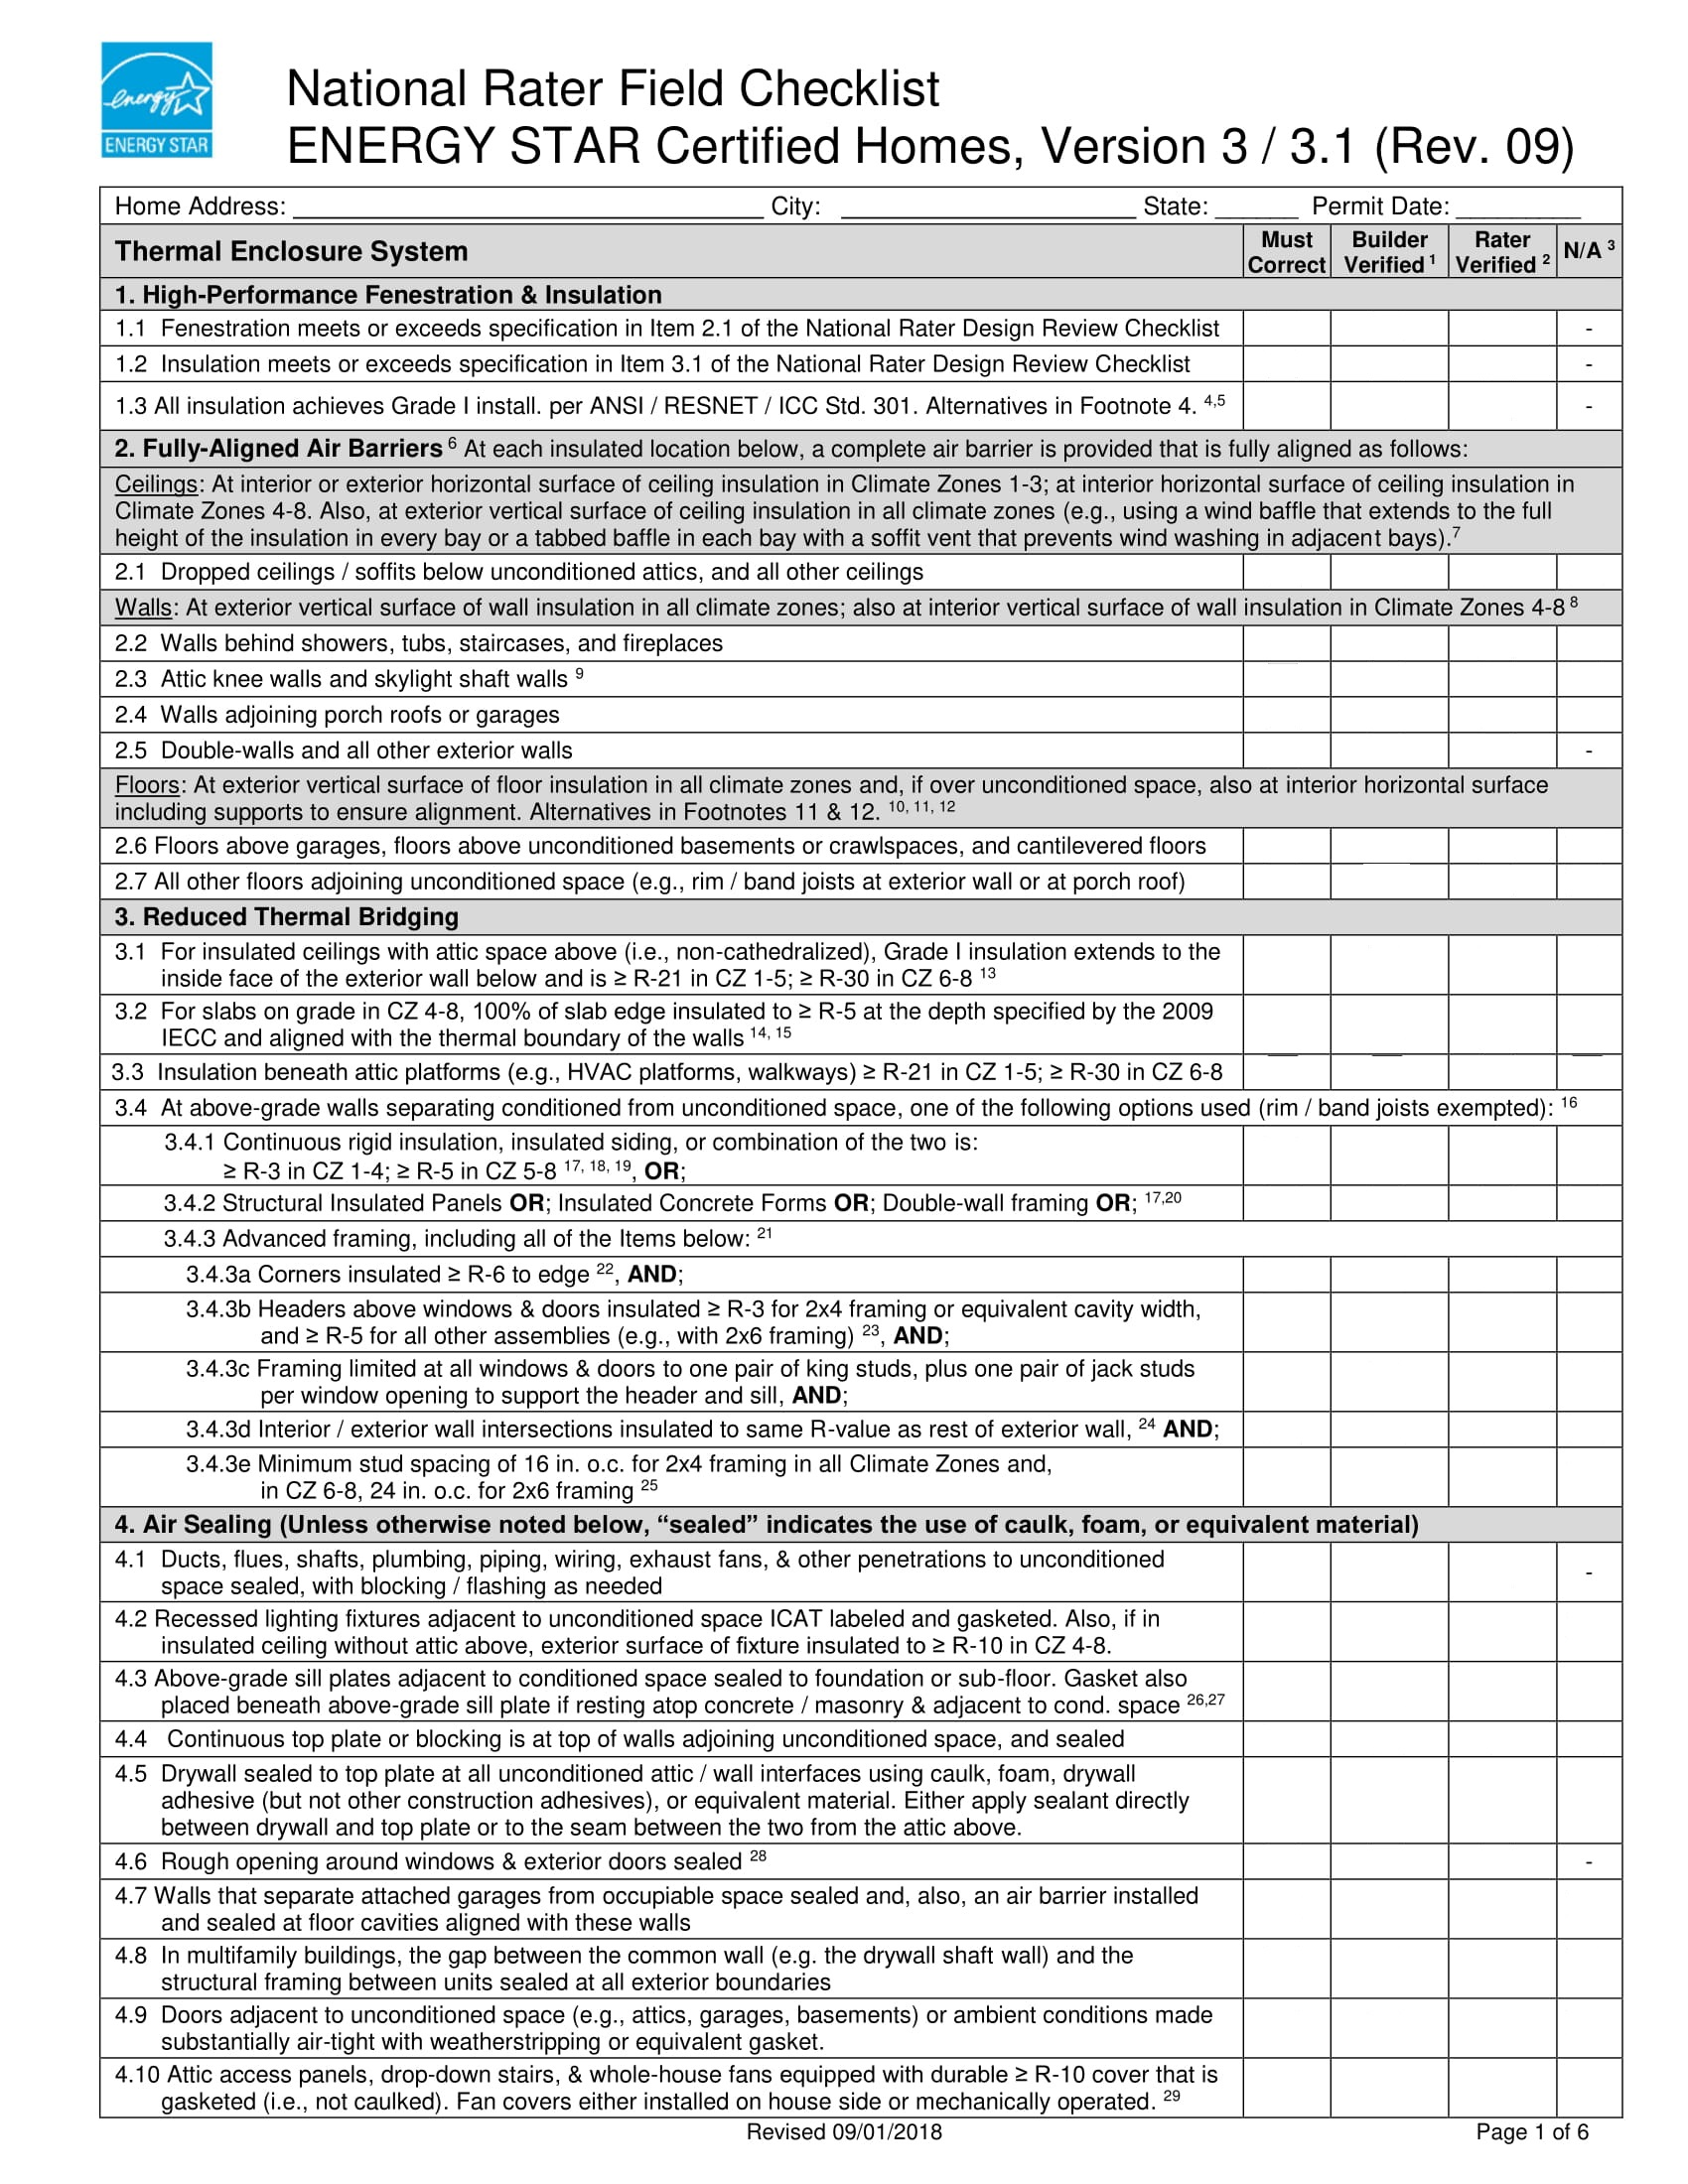 energy
ENERGY STAR
National Rater Field Checklist
ENERGY STAR Certified Homes, Version 3 / 3.1 (Rev. 09)
Home Address: ________ City: ________ State: ______ Permit Date: ________
Thermal Enclosure System Must Correct Builder Verified 1 Rater Verified 2 N/A 3
1. High-Performance Fenestration & Insulation
1.1 Fenestration meets or exceeds specification in Item 2.1 of the National Rater Design Review Checklist -
1.2 Insulation meets or exceeds specification in Item 3.1 of the National Rater Design Review Checklist -
1.3 All insulation achieves Grade I install. per ANSI / RESNET / ICC Std. 301. Alternatives in Footnote 4. 4,5 -
2. Fully-Aligned Air Barriers 6 At each insulated location below, a complete air barrier is provided that is fully aligned as follows:
Ceilings: At interior or exterior horizontal surface of ceiling insulation in Climate Zones 1-3; at interior horizontal surface of ceiling insulation in
Climate Zones 4-8. Also, at exterior vertical surface of ceiling insulation in all climate zones (e.g., using a wind baffle that extends to the full
height of the insulation in every bay or a tabbed baffle in each bay with a soffit vent that prevents wind washing in adjacent bays).7
2.1 Dropped ceilings / soffits below unconditioned attics, and all other ceilings
Walls: At exterior vertical surface of wall insulation in all climate zones; also at interior vertical surface of wall insulation in Climate Zones 4-8 8
2.2 Walls behind showers, tubs, staircases, and fireplaces
2.3 Attic knee walls and skylight shaft walls 9
2.4 Walls adjoining porch roofs or garages
2.5 Double-walls and all other exterior walls -
Floors: At exterior vertical surface of floor insulation in all climate zones and, if over unconditioned space, also at interior horizontal surface
including supports to ensure alignment. Alternatives in Footnotes 11 & 12. 10, 11, 12
2.6 Floors above garages, floors above unconditioned basements or crawlspaces, and cantilevered floors
2.7 All other floors adjoining unconditioned space (e.g., rim / band joists at exterior wall or at porch roof)
3. Reduced Thermal Bridging
3.1 For insulated ceilings with attic space above (i.e., non-cathedralized), Grade I insulation extends to the
inside face of the exterior wall below and is ≥ R-21 in CZ 1-5; ≥ R-30 in CZ 6-8 13
3.2 For slabs on grade in CZ 4-8, 100% of slab edge insulated to ≥ R-5 at the depth specified by the 2009
IECC and aligned with the thermal boundary of the walls 14, 15
3.3 Insulation beneath attic platforms (e.g., HVAC platforms, walkways) ≥ R-21 in CZ 1-5; ≥ R-30 in CZ 6-8
3.4 At above-grade walls separating conditioned from unconditioned space, one of the following options used (rim / band joists exempted): 16
3.4.1 Continuous rigid insulation, insulated siding, or combination of the two is:
≥ R-3 in CZ 1-4; ≥ R-5 in CZ 5-8 17, 18, 19, OR;
3.4.2 Structural Insulated Panels OR; Insulated Concrete Forms OR; Double-wall framing OR; 17,20
3.4.3 Advanced framing, including all of the Items below: 21
3.4.3a Corners insulated ≥ R-6 to edge 22, AND;
3.4.3b Headers above windows & doors insulated ≥ R-3 for 2x4 framing or equivalent cavity width,
and ≥ R-5 for all other assemblies (e.g., with 2x6 framing) 23, AND;
3.4.3c Framing limited at all windows & doors to one pair of king studs, plus one pair of jack studs
per window opening to support the header and sill, AND;
3.4.3d Interior / exterior wall intersections insulated to same R-value as rest of exterior wall, 24 AND;
3.4.3e Minimum stud spacing of 16 in. o.c. for 2x4 framing in all Climate Zones and,
in CZ 6-8, 24 in. o.c. for 2x6 framing 25
4. Air Sealing (Unless otherwise noted below, “sealed” indicates the use of caulk, foam, or equivalent material)
4.1 Ducts, flues, shafts, plumbing, piping, wiring, exhaust fans, & other penetrations to unconditioned
space sealed, with blocking / flashing as needed -
4.2 Recessed lighting fixtures adjacent to unconditioned space ICAT labeled and gasketed. Also, if in
insulated ceiling without attic above, exterior surface of fixture insulated to ≥ R-10 in CZ 4-8.
4.3 Above-grade sill plates adjacent to conditioned space sealed to foundation or sub-floor. Gasket also
placed beneath above-grade sill plate if resting atop concrete / masonry & adjacent to cond. space 26,27
4.4 Continuous top plate or blocking is at top of walls adjoining unconditioned space, and sealed
4.5 Drywall sealed to top plate at all unconditioned attic / wall interfaces using caulk, foam, drywall
adhesive (but not other construction adhesives), or equivalent material. Either apply sealant directly
between drywall and top plate or to the seam between the two from the attic above.
4.6 Rough opening around windows & exterior doors sealed 28 -
4.7 Walls that separate attached garages from occupiable space sealed and, also, an air barrier installed
and sealed at floor cavities aligned with these walls
4.8 In multifamily buildings, the gap between the common wall (e.g. the drywall shaft wall) and the
structural framing between units sealed at all exterior boundaries
4.9 Doors adjacent to unconditioned space (e.g., attics, garages, basements) or ambient conditions made
substantially air-tight with weatherstripping or equivalent gasket.
4.10 Attic access panels, drop-down stairs, & whole-house fans equipped with durable ≥ R-10 cover that is
gasketed (i.e., not caulked). Fan covers either installed on house side or mechanically operated. 29
Revised 09/01/2018 Page 1 of 6